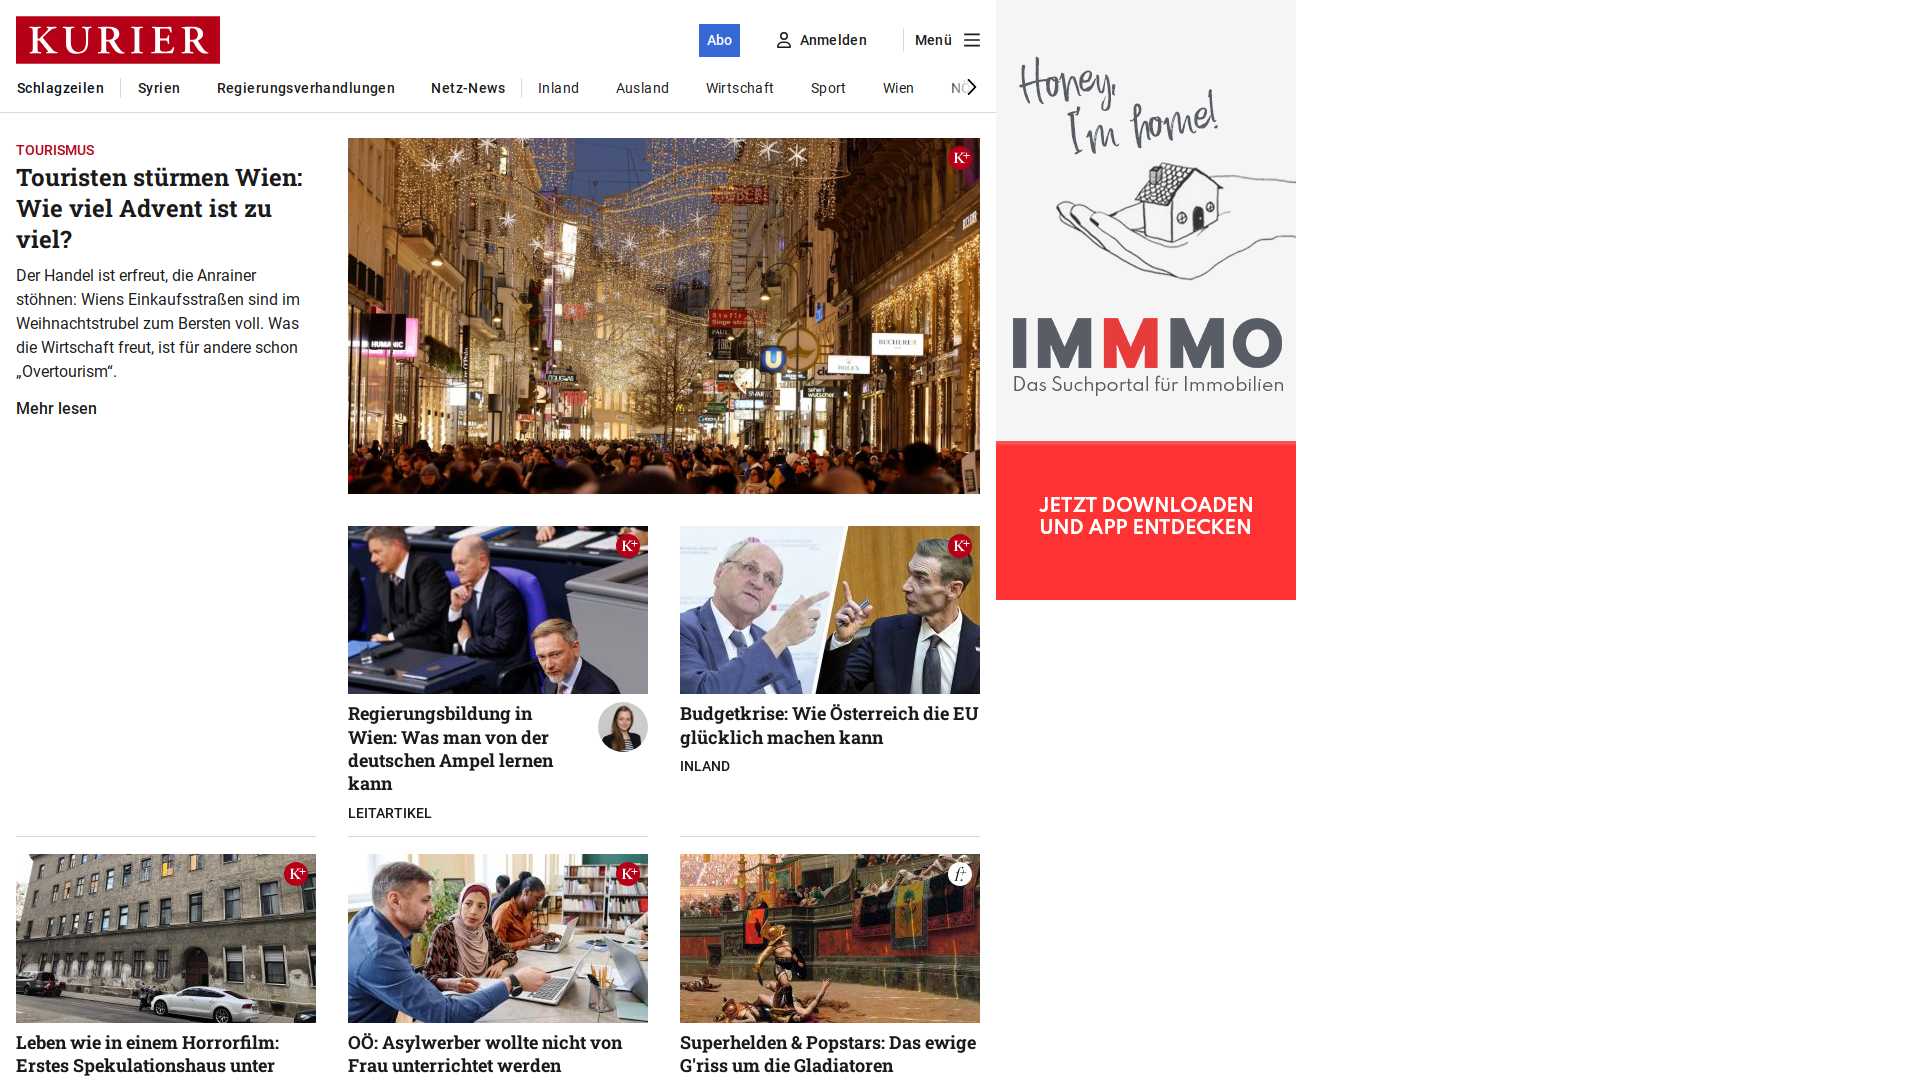 KURIER
Abo
Anmelden
Menü
Schlagzeilen
Syrien
Regierungsverhandlungen
Netz-News
Inland
Ausland
Wirtschaft
Sport
Wien
NÖ
TOURISMUS
Touristen stürmen Wien:
Wie viel Advent ist zu
viel?
Der Handel ist erfreut, die Anrainer
stöhnen: Wiens Einkaufsstraßen sind im
Weihnachtstrubel zum Bersten voll. Was
die Wirtschaft freut, ist für andere schon
„Overtourism“.
Mehr lesen
K+
HUMANIC
BUCHERER
ROLEX
DOUGLAS
U
K+
Regierungsbildung in
Wien: Was man von der
deutschen Ampel lernen
kann
LEITARTIKEL
K+
Budgetkrise: Wie Österreich die EU
glücklich machen kann
INLAND
K+
Leben wie in einem Horrorfilm:
Erstes Spekulationshaus unter
K+
OÖ: Asylwerber wollte nicht von
Frau unterrichtet werden
f+
Superhelden & Popstars: Das ewige
G'riss um die Gladiatoren
Honey,
I'm home!
IMMMO
Das Suchportal für Immobilien
JETZT DOWNLOADEN
UND APP ENTDECKEN